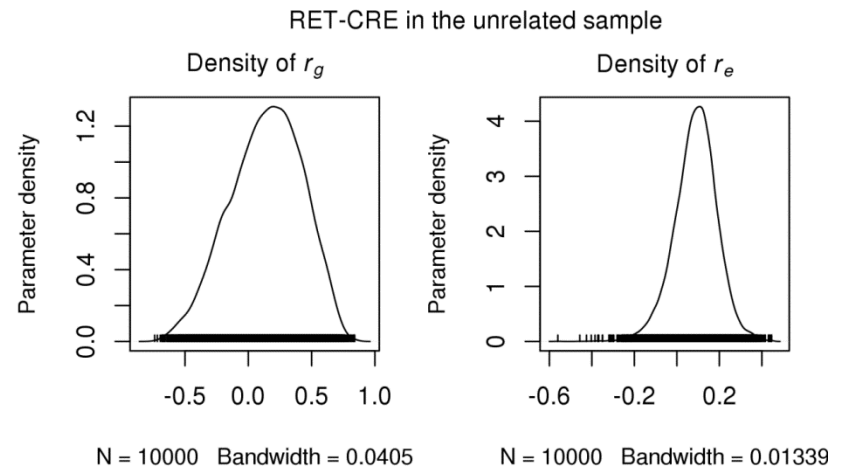 RET-CRE in the unrelated sample
Density of r_g
Parameter density
0.0 0.4 0.8 1.2
-0.5 0.0 0.5 1.0
N = 10000 Bandwidth = 0.0405
Density of r_e
Parameter density
0 1 2 3 4
-0.6 -0.2 0.2
N = 10000 Bandwidth = 0.01339